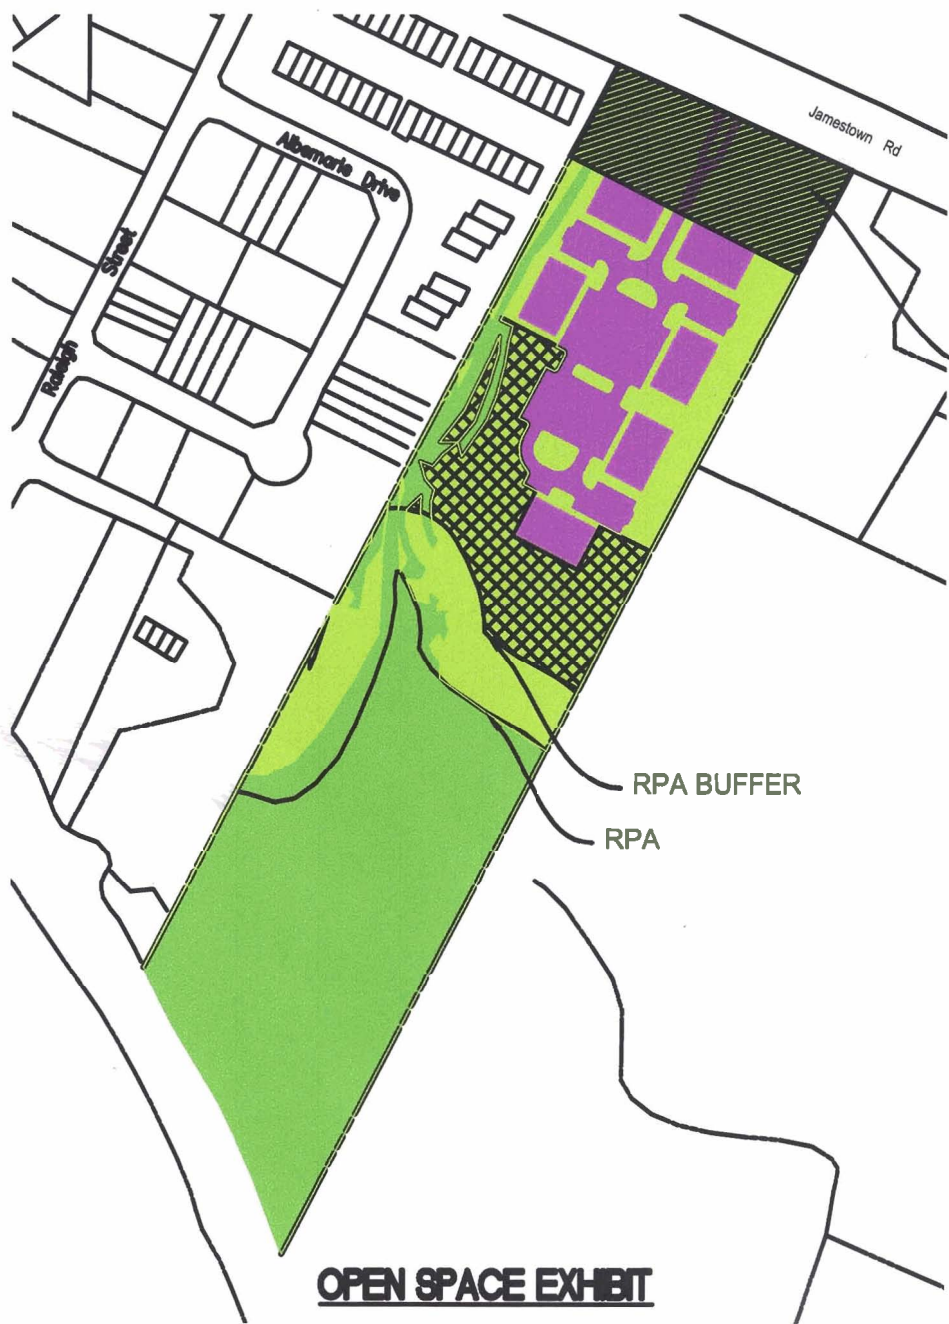 Jamestown Rd
Albemarle Drive
Raleigh Street
RPA BUFFER
RPA
OPEN SPACE EXHIBIT